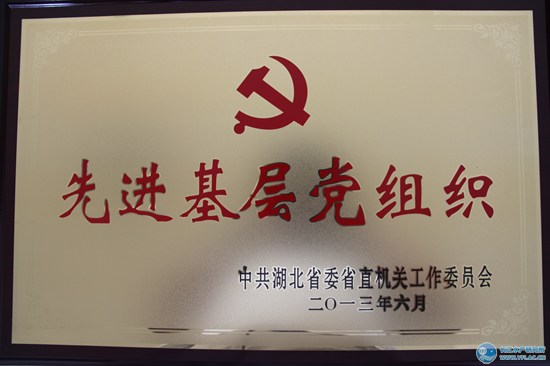 先进基层党组织
中共湖北省委省直机关工作委员会
二〇一三年六月